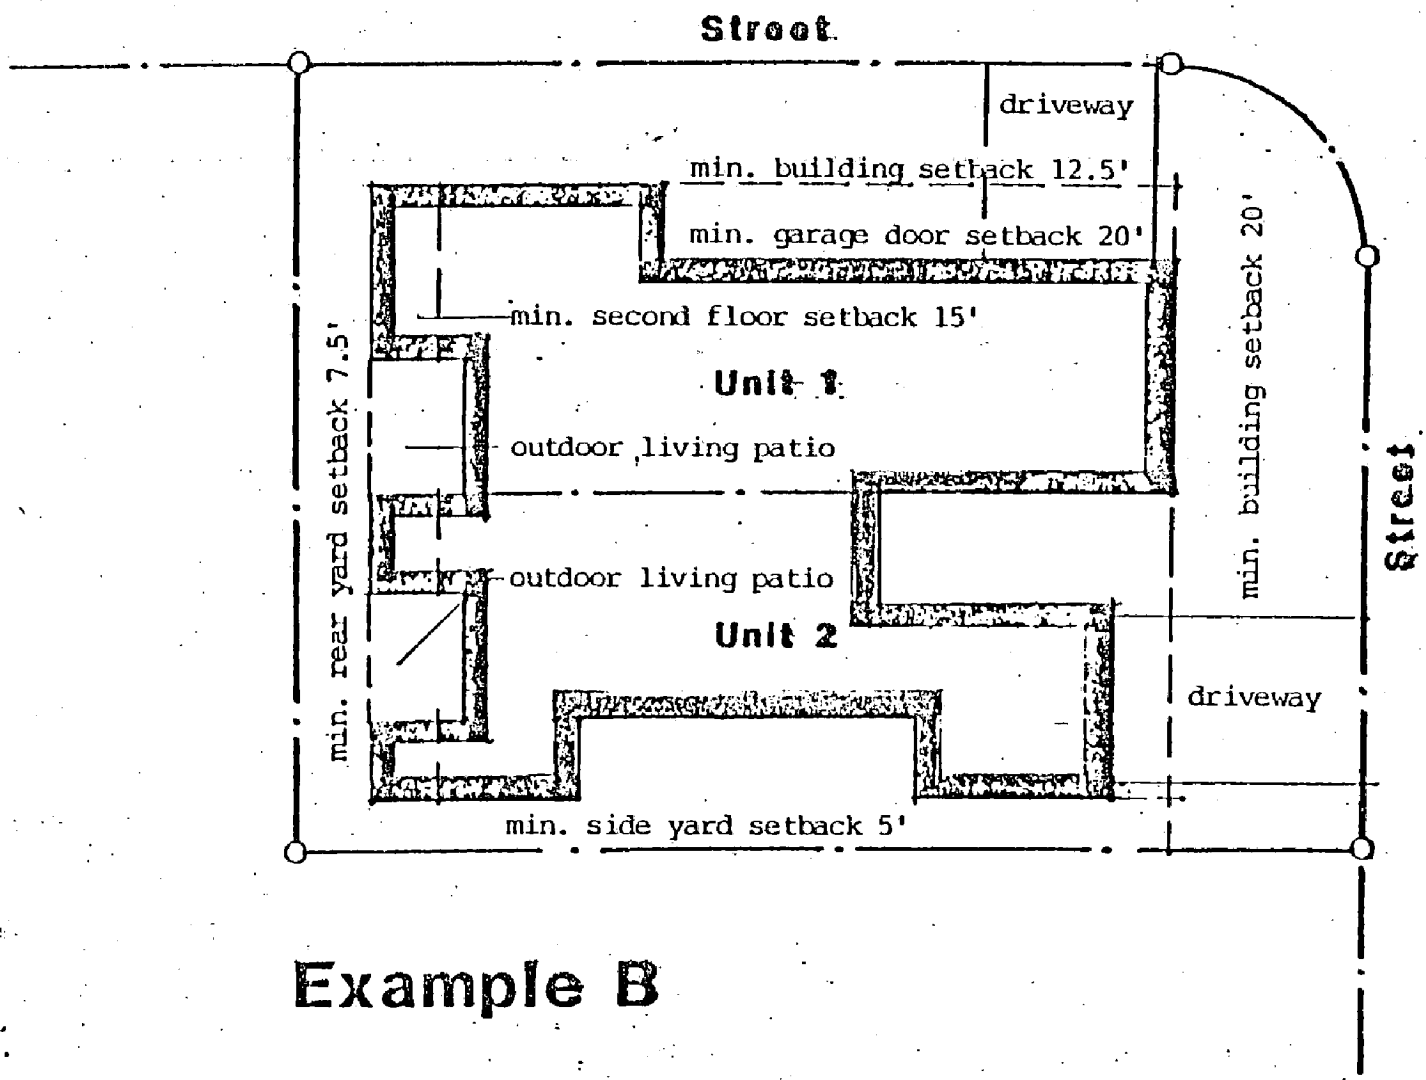 Street
driveway
min. building setback 12.5'
min. garage door setback 20'
min. building setback 20'
min. second floor setback 15'
min. rear yard setback 7.5'
Unit 1
outdoor living patio
Street
outdoor living patio
Unit 2
driveway
min. side yard setback 5'
Example B